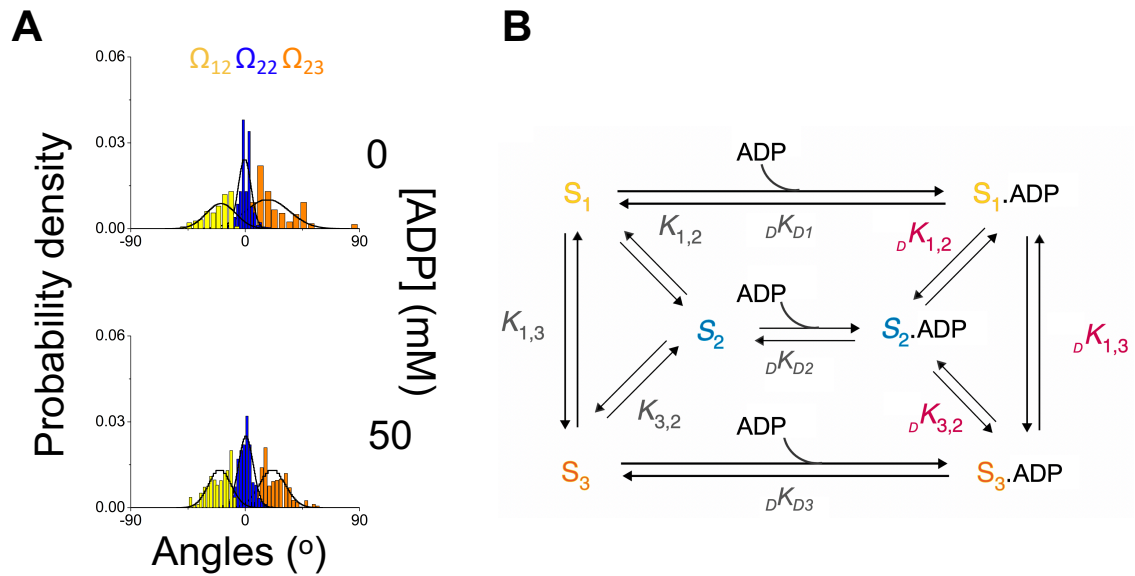 A
Ω12 Ω22 Ω23
Probability density
0.06
0.03
0.00
-90
0
90
0
0.06
0.03
0.00
-90
0
90
50
[ADP] (mM)
Angles (o)
B
ADP
S1
S1.ADP
K1,2
DKD1
DK1,2
ADP
K1,3
S2
S2.ADP
DK1,3
DKD2
K3,2
DK3,2
ADP
S3
S3.ADP
DKD3